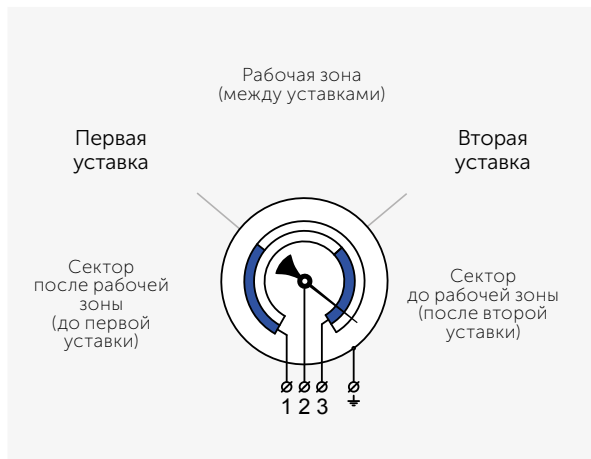 Рабочая зона
(между уставками)
Первая
уставка
Вторая
уставка
Сектор
после рабочей
зоны
(до первой
уставки)
Сектор
до рабочей зоны
(после второй
уставки)
1 2 3